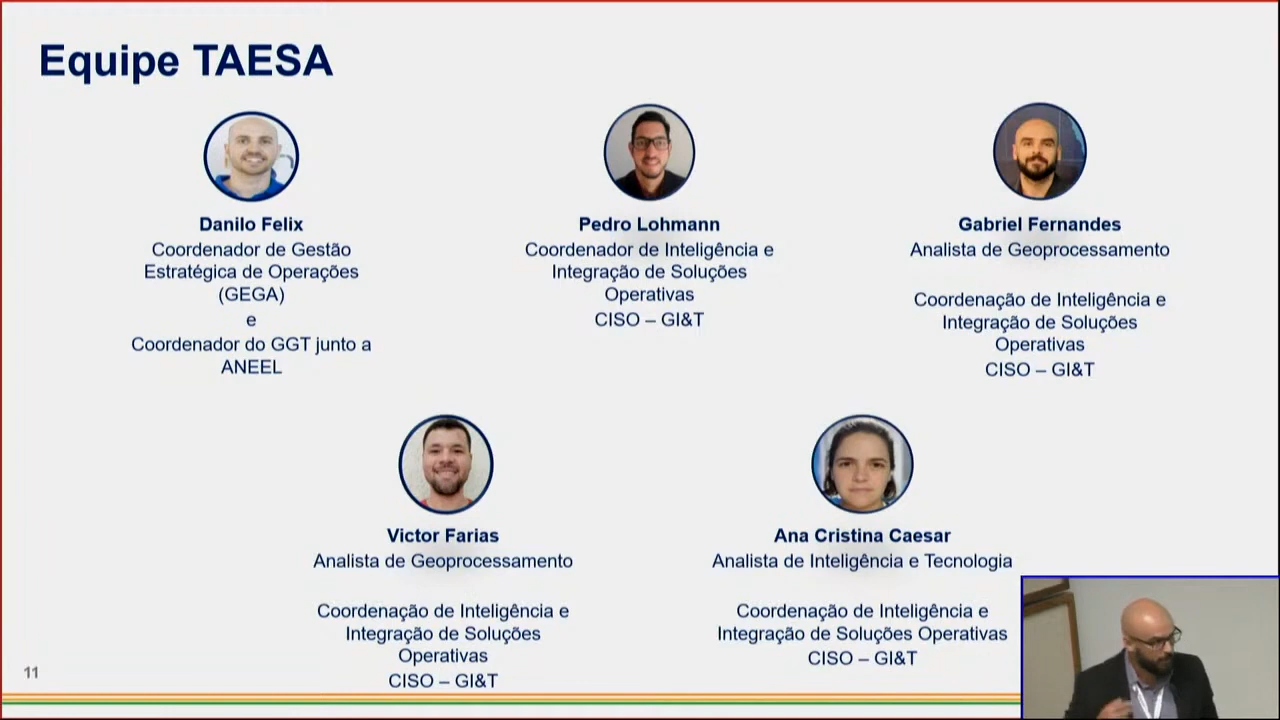 Equipe TAESA
Danilo Felix
Coordenador de Gestão
Estratégica de Operações
(GEGA)
e
Coordenador do GGT junto a
ANEEL
Pedro Lohmann
Coordenador de Inteligência e
Integração de Soluções
Operativas
CISO – GI&T
Gabriel Fernandes
Analista de Geoprocessamento
Coordenação de Inteligência e
Integração de Soluções
Operativas
CISO – GI&T
Victor Farias
Analista de Geoprocessamento
Coordenação de Inteligência e
Integração de Soluções
Operativas
CISO – GI&T
Ana Cristina Caesar
Analista de Inteligência e Tecnologia
Coordenação de Inteligência e
Integração de Soluções Operativas
CISO – GI&T
11